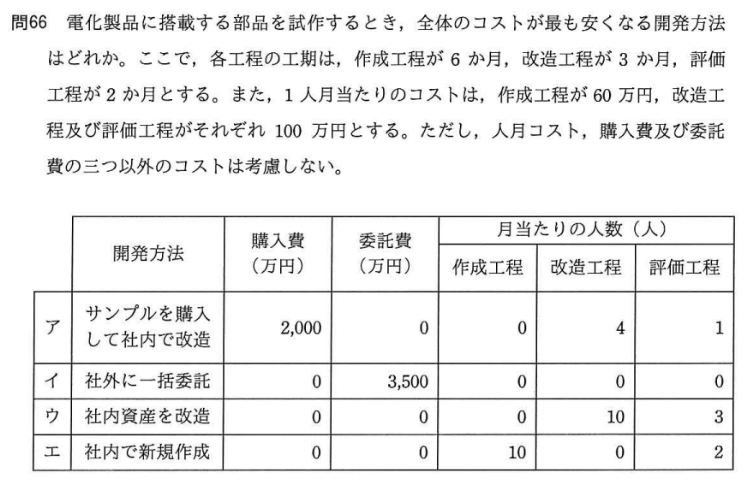 問66 電化製品に搭載する部品を試作するとき，全体のコストが最も安くなる開発方法
はどれか。ここで，各工程の工期は，作成工程が 6 か月，改造工程が 3 か月，評価
工程が 2 か月とする。また，1 人月当たりのコストは，作成工程が 60 万円，改造工
程及び評価工程がそれぞれ 100 万円とする。ただし，人月コスト，購入費及び委託
費の三つ以外のコストは考慮しない。
開発方法 購入費（万円） 委託費（万円） 月当たりの人数（人）
作成工程 改造工程 評価工程
ア サンプルを購入して社内で改造 2,000 0 0 4 1
イ 社外に一括委託 0 3,500 0 0 0
ウ 社内資産を改造 0 0 0 10 3
エ 社内で新規作成 0 0 10 0 2